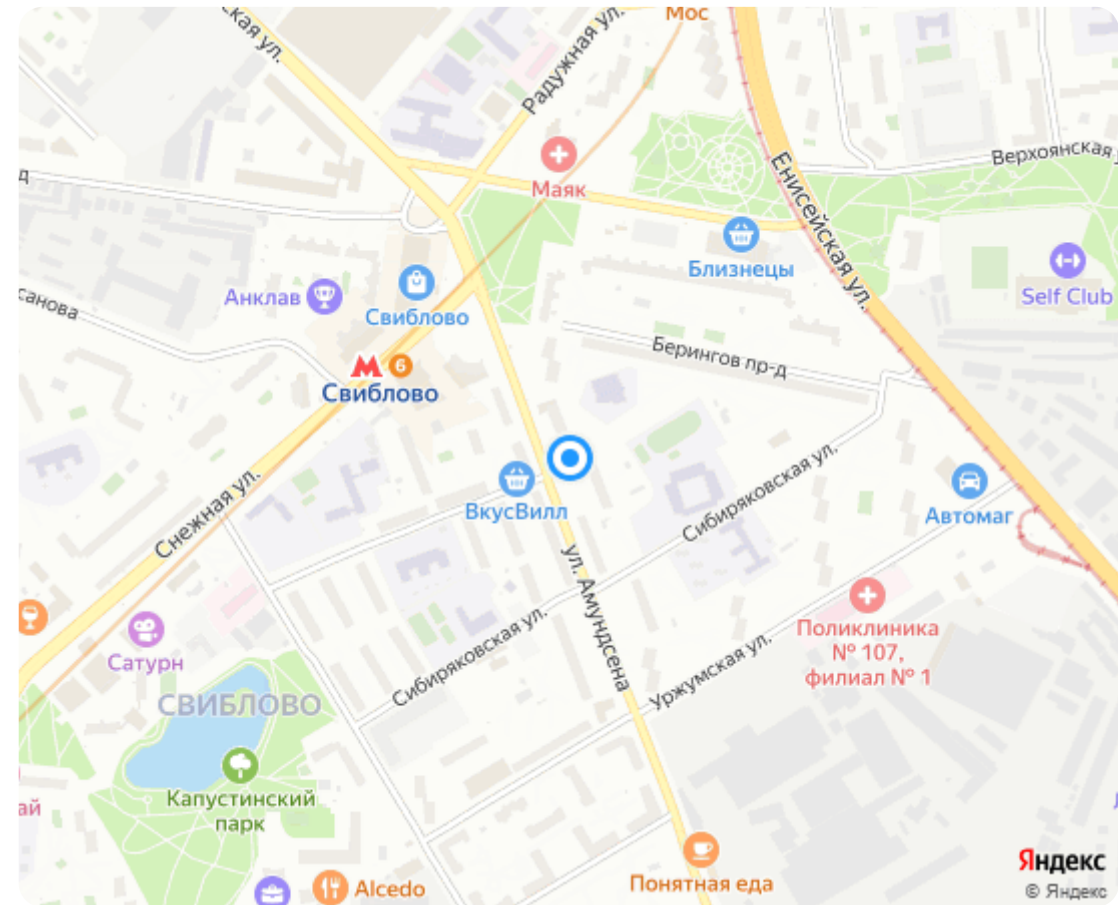 ская ул.
Мос
Радужная ул.
Маяк
Енисейская ул.
Верхоянская у
д
Близнецы
Анклав
Свиблово
Self Club
санова
6
Свиблово
Берингов пр-д
ВкусВилл
Снежная ул.
Сибиряковская ул.
Автомаг
ул. Амундсена
Поликлиника
№ 107,
филиал № 1
Сатурн
Сибиряковская ул.
Уржумская ул.
СВИБЛОВО
Капустинский
парк
ай
Alcedo
Понятная еда
Яндекс
© Яндекс